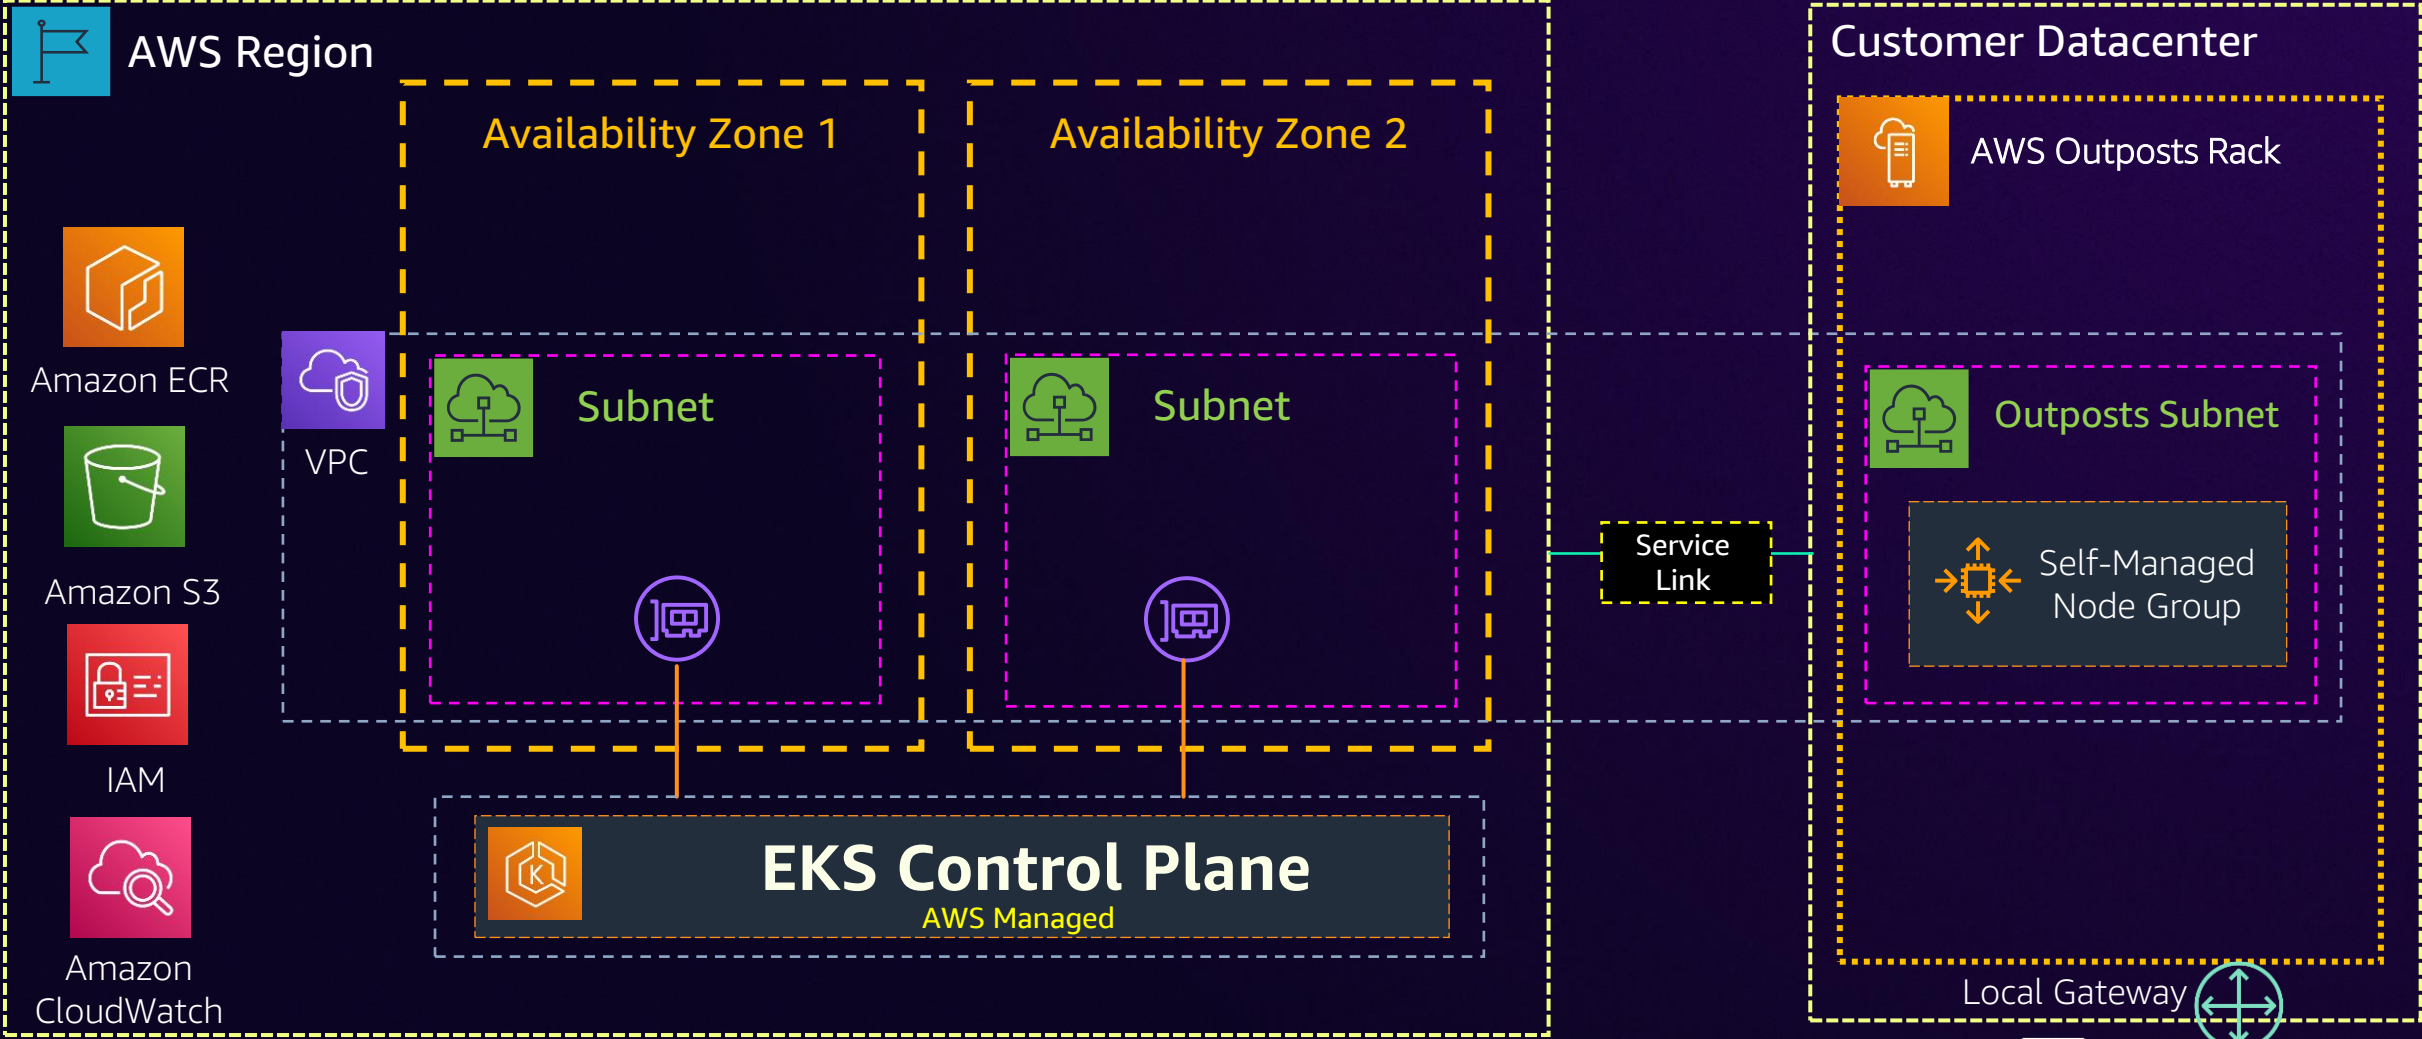 AWS Region
Availability Zone 1
Availability Zone 2
Customer Datacenter
AWS Outposts Rack
Amazon ECR
Amazon S3
IAM
Amazon
CloudWatch
VPC
Subnet
Subnet
Service
Link
Outposts Subnet
Self-Managed
Node Group
K
EKS Control Plane
AWS Managed
Local Gateway